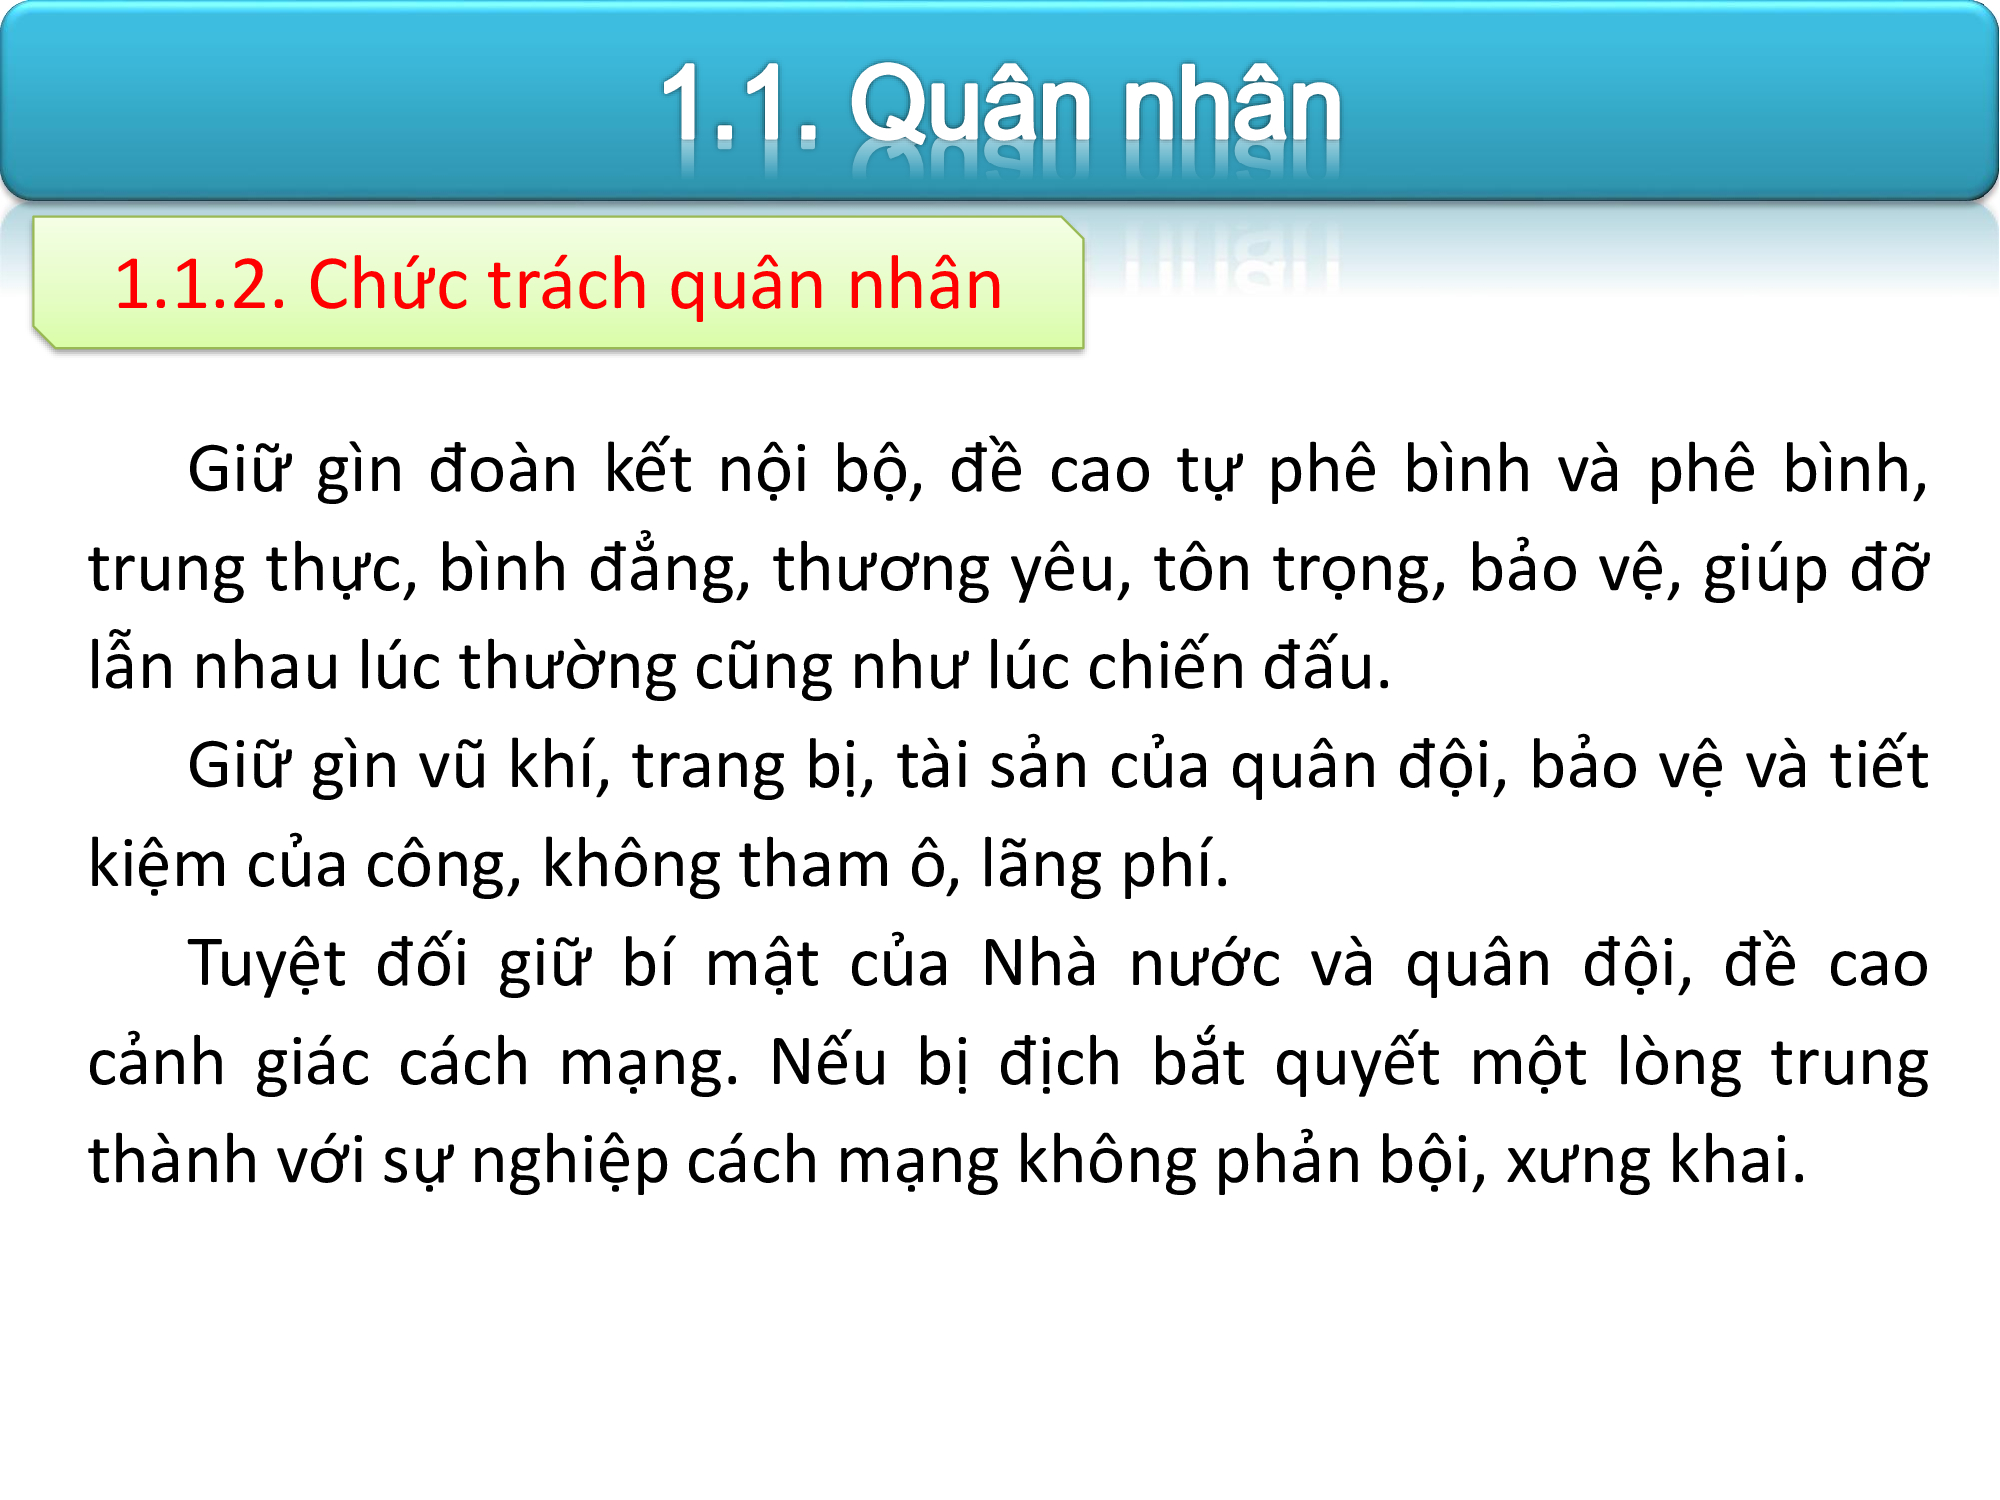 1.1. Quân nhân
1.1.2. Chức trách quân nhân
Giữ gìn đoàn kết nội bộ, đề cao tự phê bình và phê bình,
trung thực, bình đẳng, thương yêu, tôn trọng, bảo vệ, giúp đỡ
lẫn nhau lúc thường cũng như lúc chiến đấu.
Giữ gìn vũ khí, trang bị, tài sản của quân đội, bảo vệ và tiết
kiệm của công, không tham ô, lãng phí.
Tuyệt đối giữ bí mật của Nhà nước và quân đội, đề cao
cảnh giác cách mạng. Nếu bị địch bắt quyết một lòng trung
thành với sự nghiệp cách mạng không phản bội, xưng khai.